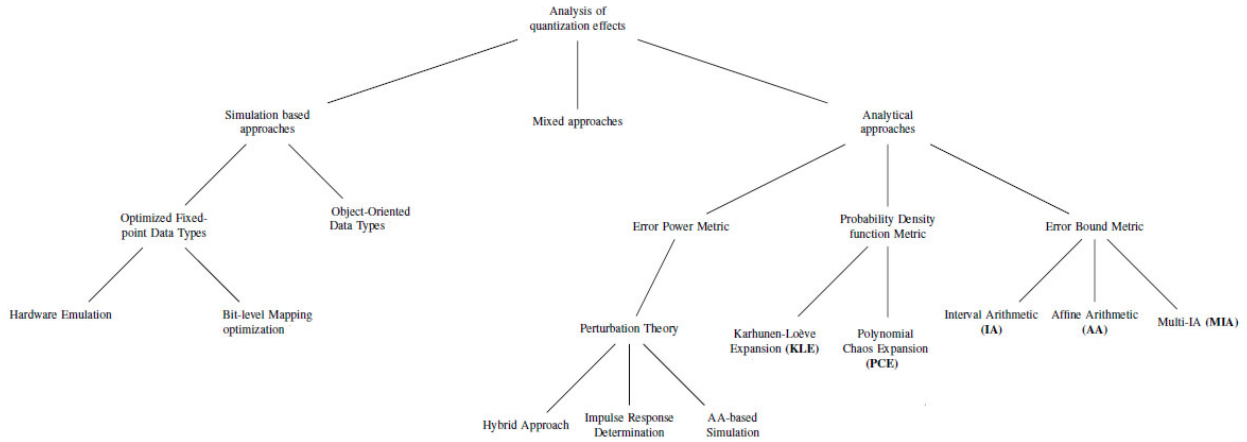 Analysis of
quantization effects
Simulation based
approaches
Mixed approaches
Analytical
approaches
Optimized Fixed-
point Data Types
Object-Oriented
Data Types
Error Power Metric
Probability Density
function Metric
Error Bound Metric
Hardware Emulation
Bit-level Mapping
optimization
Perturbation Theory
Karhunen-Loève
Expansion (KLE)
Polynomial
Chaos Expansion
(PCE)
Interval Arithmetic
(IA)
Affine Arithmetic
(AA)
Multi-IA (MIA)
Hybrid Approach
Impulse Response
Determination
AA-based
Simulation